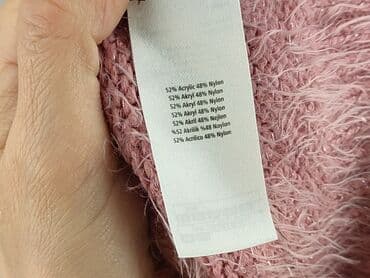 52% Acrylic 48% Nylon
52% Akryl 48% Nylon
52% Akryl 48% Nylon
52% Akryl 48% Nylon
52% Akril 48% Nejlon
%52 Akrilik %48 Naylon
52% Acrilico 48% Nylon